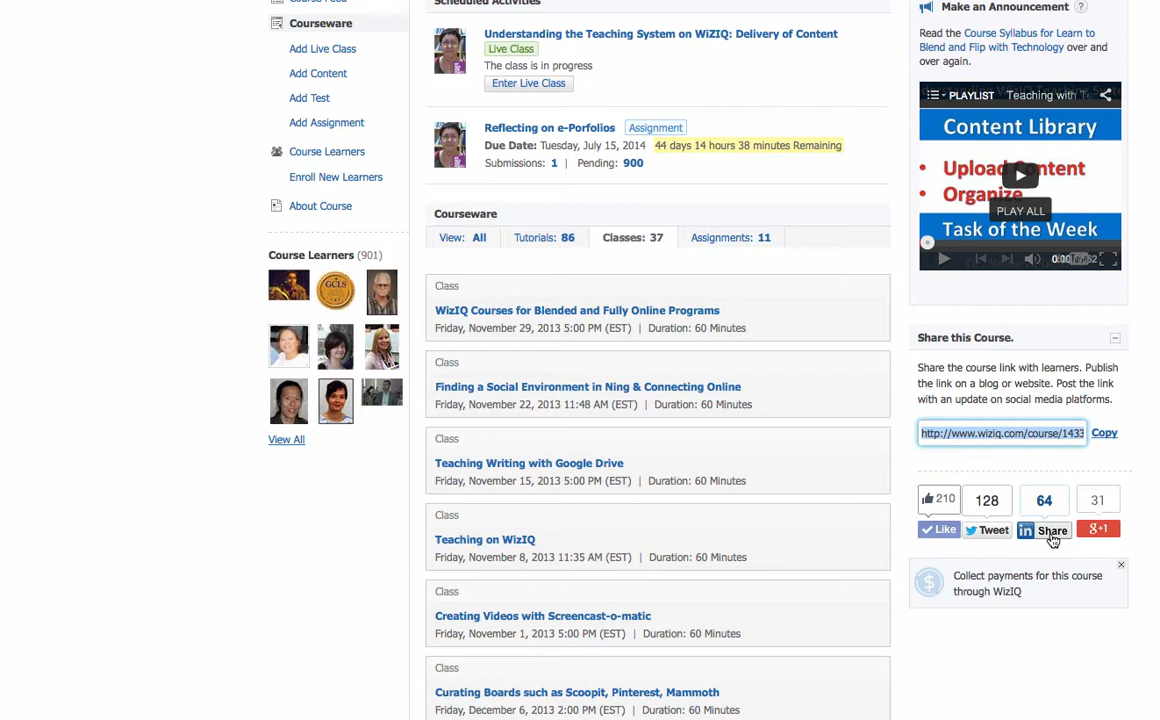 Course Feed
Courseware
Add Live Class
Add Content
Add Test
Add Assignment
Course Learners
Enroll New Learners
About Course
Course Learners (901)
View All
Scheduled Activities
Understanding the Teaching System on WiZIQ: Delivery of Content
Live Class
The class is in progress
Enter Live Class
Reflecting on e-Porfolios Assignment
Due Date: Tuesday, July 15, 2014 44 days 14 hours 38 minutes Remaining
Submissions: 1 | Pending: 900
Courseware
View: All Tutorials: 86 Classes: 37 Assignments: 11
Class
WizIQ Courses for Blended and Fully Online Programs
Friday, November 29, 2013 5:00 PM (EST) | Duration: 60 Minutes
Class
Finding a Social Environment in Ning & Connecting Online
Friday, November 22, 2013 11:48 AM (EST) | Duration: 60 Minutes
Class
Teaching Writing with Google Drive
Friday, November 15, 2013 5:00 PM (EST) | Duration: 60 Minutes
Class
Teaching on WizIQ
Friday, November 8, 2013 11:35 AM (EST) | Duration: 60 Minutes
Class
Creating Videos with Screencast-o-matic
Friday, November 1, 2013 5:00 PM (EST) | Duration: 60 Minutes
Class
Curating Boards such as Scoopit, Pinterest, Mammoth
Friday, December 6, 2013 2:00 PM (EST) | Duration: 60 Minutes
Make an Announcement ?
Read the Course Syllabus for Learn to
Blend and Flip with Technology over and
over again.
PLAYLIST Teaching with T
Content Library
• Upload Content
• Organize
PLAY ALL
Task of the Week
Share this Course.
Share the course link with learners. Publish
the link on a blog or website. Post the link
with an update on social media platforms.
http://www.wiziq.com/course/1433 Copy
210 128 64 31
Like Tweet in Share g+1
Collect payments for this course
through WizIQ